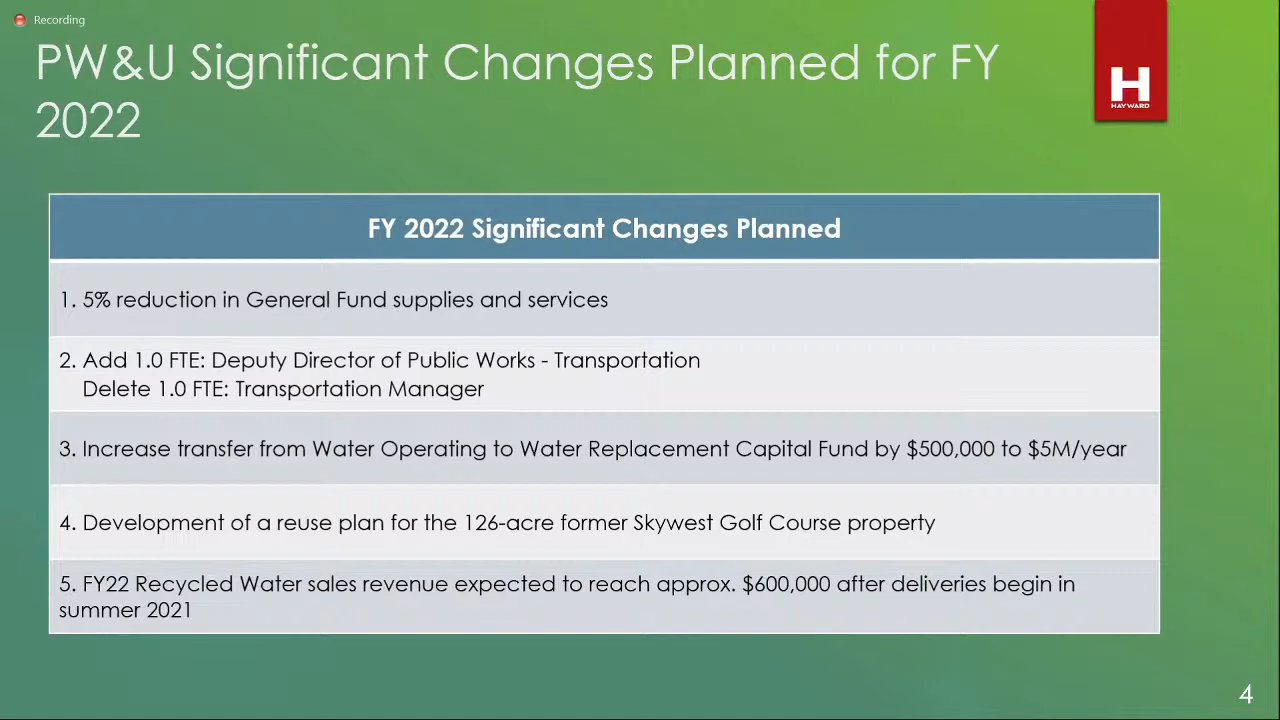 Recording
PW&U Significant Changes Planned for FY
2022
H
HAYWARD
FY 2022 Significant Changes Planned
1. 5% reduction in General Fund supplies and services
2. Add 1.0 FTE: Deputy Director of Public Works - Transportation
Delete 1.0 FTE: Transportation Manager
3. Increase transfer from Water Operating to Water Replacement Capital Fund by $500,000 to $5M/year
4. Development of a reuse plan for the 126-acre former Skywest Golf Course property
5. FY22 Recycled Water sales revenue expected to reach approx. $600,000 after deliveries begin in
summer 2021
4